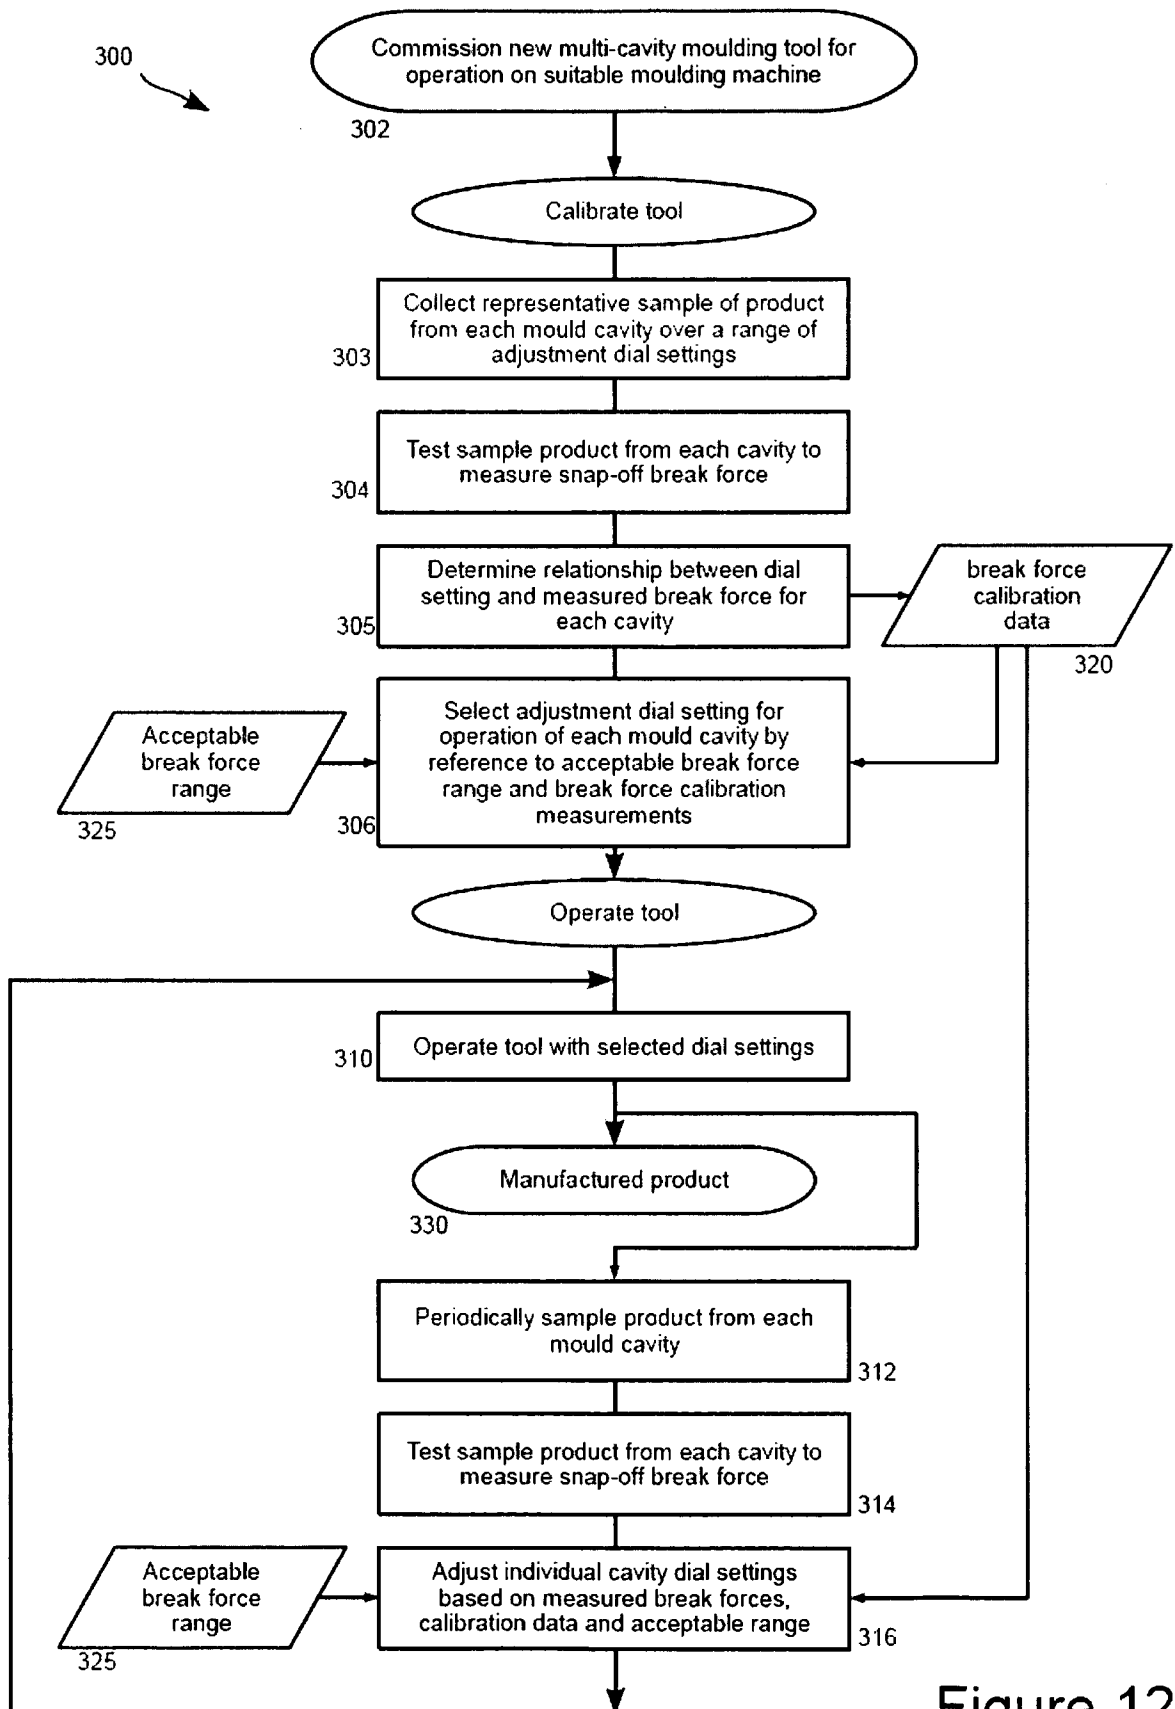 300
Commission new multi-cavity moulding tool for
operation on suitable moulding machine
302
Calibrate tool
Collect representative sample of product
from each mould cavity over a range of
adjustment dial settings
303
Test sample product from each cavity to
measure snap-off break force
304
Determine relationship between dial
setting and measured break force for
each cavity
305
break force
calibration
data
320
Acceptable
break force
range
325
Select adjustment dial setting for
operation of each mould cavity by
reference to acceptable break force
range and break force calibration
measurements
306
Operate tool
310
Operate tool with selected dial settings
Manufactured product
330
Periodically sample product from each
mould cavity
312
Test sample product from each cavity to
measure snap-off break force
314
Acceptable
break force
range
325
Adjust individual cavity dial settings
based on measured break forces,
calibration data and acceptable range
316
Figure 12